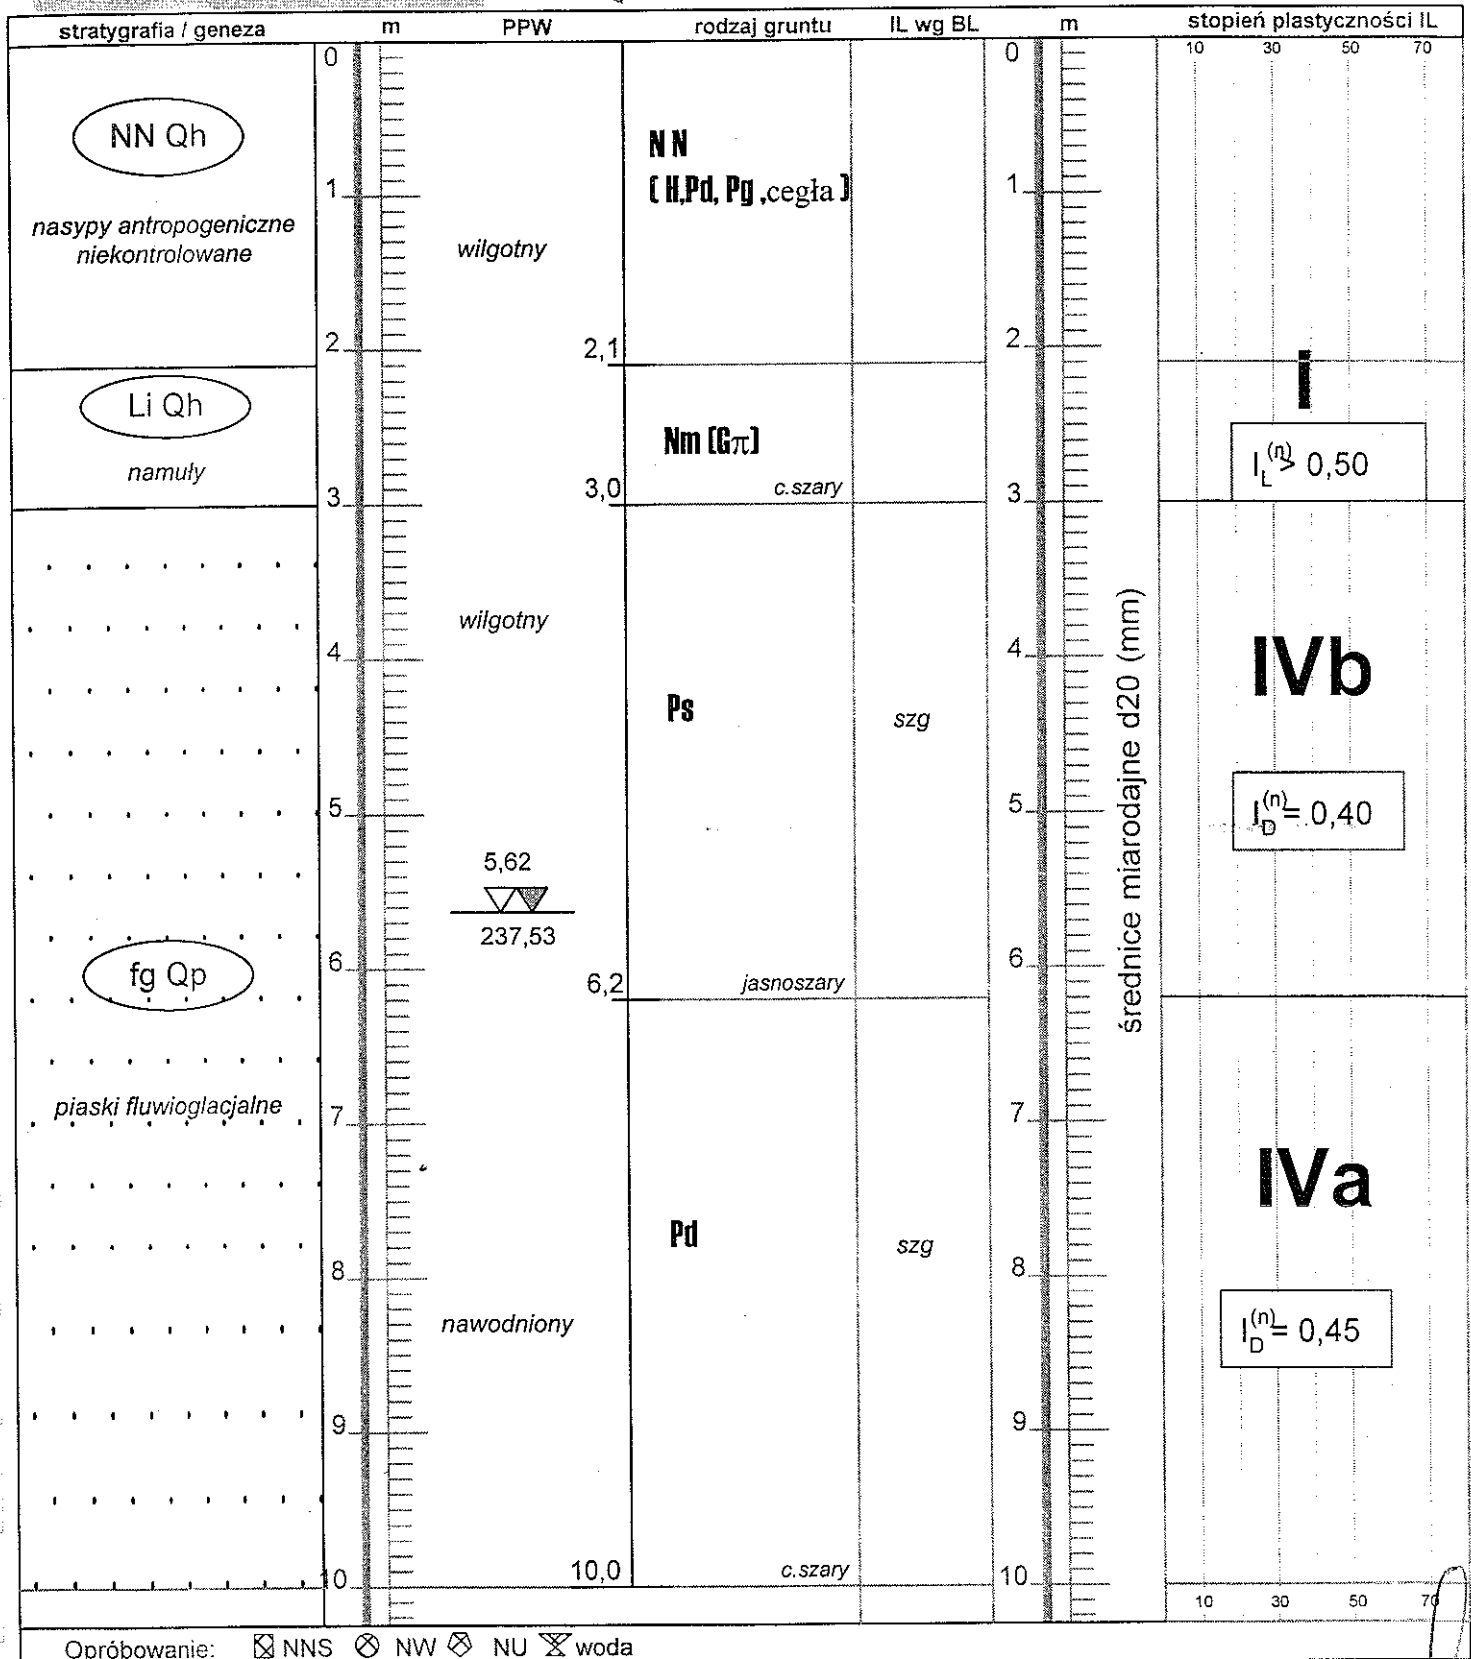 stratygrafia / geneza m PPW rodzaj gruntu IL wg BL m stopień plastyczności IL
0 0 10 30 50 70
NN Qh
nasypy antropogeniczne
niekontrolowane
wilgotny
N N
( H,Pd, Pg ,cegła )
1 1
2 2,1 2
Li Qh
namuły
Nm (Gπ)
c.szary
I
I_L^(n) > 0,50
3 3,0 3
wilgotny
Ps
szg
4 4
IVb
I_D^(n) = 0,40
5 5
średnice miarodajne d20 (mm)
5,62
237,53
fg Qp
6 6,2 jasnoszary 6
piaski fluwioglacjalne
7 7
IVa
Pd
szg
8 8
nawodniony
I_D^(n) = 0,45
9 9
10 10,0 c.szary 10
10 30 50 70
Opróbowanie: NNS NW NU woda